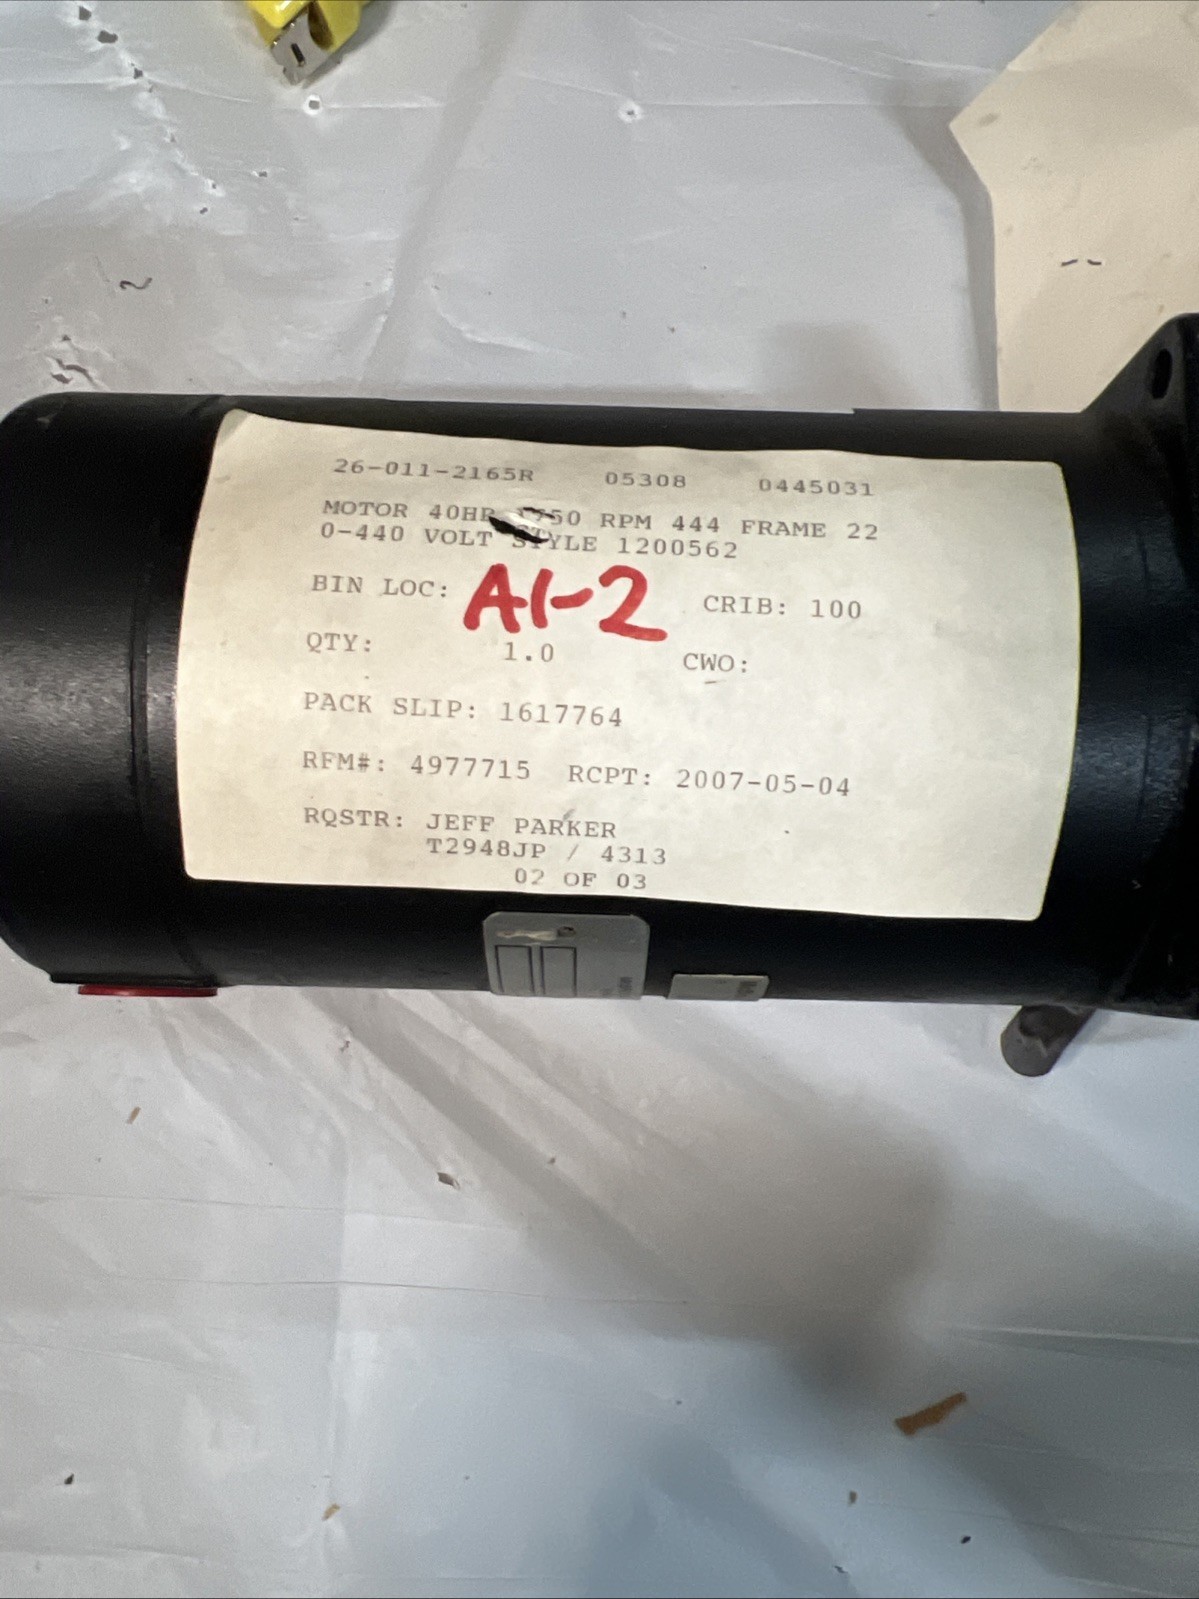 26-011-2165R 05308 0445031
MOTOR 40HP 1750 RPM 444 FRAME 22
0-440 VOLT STYLE 1200562
BIN LOC: A1-2 CRIB: 100
QTY: 1.0 CWO:
PACK SLIP: 1617764
RFM#: 4977715 RCPT: 2007-05-04
RQSTR: JEFF PARKER
T2948JP / 4313
02 OF 03